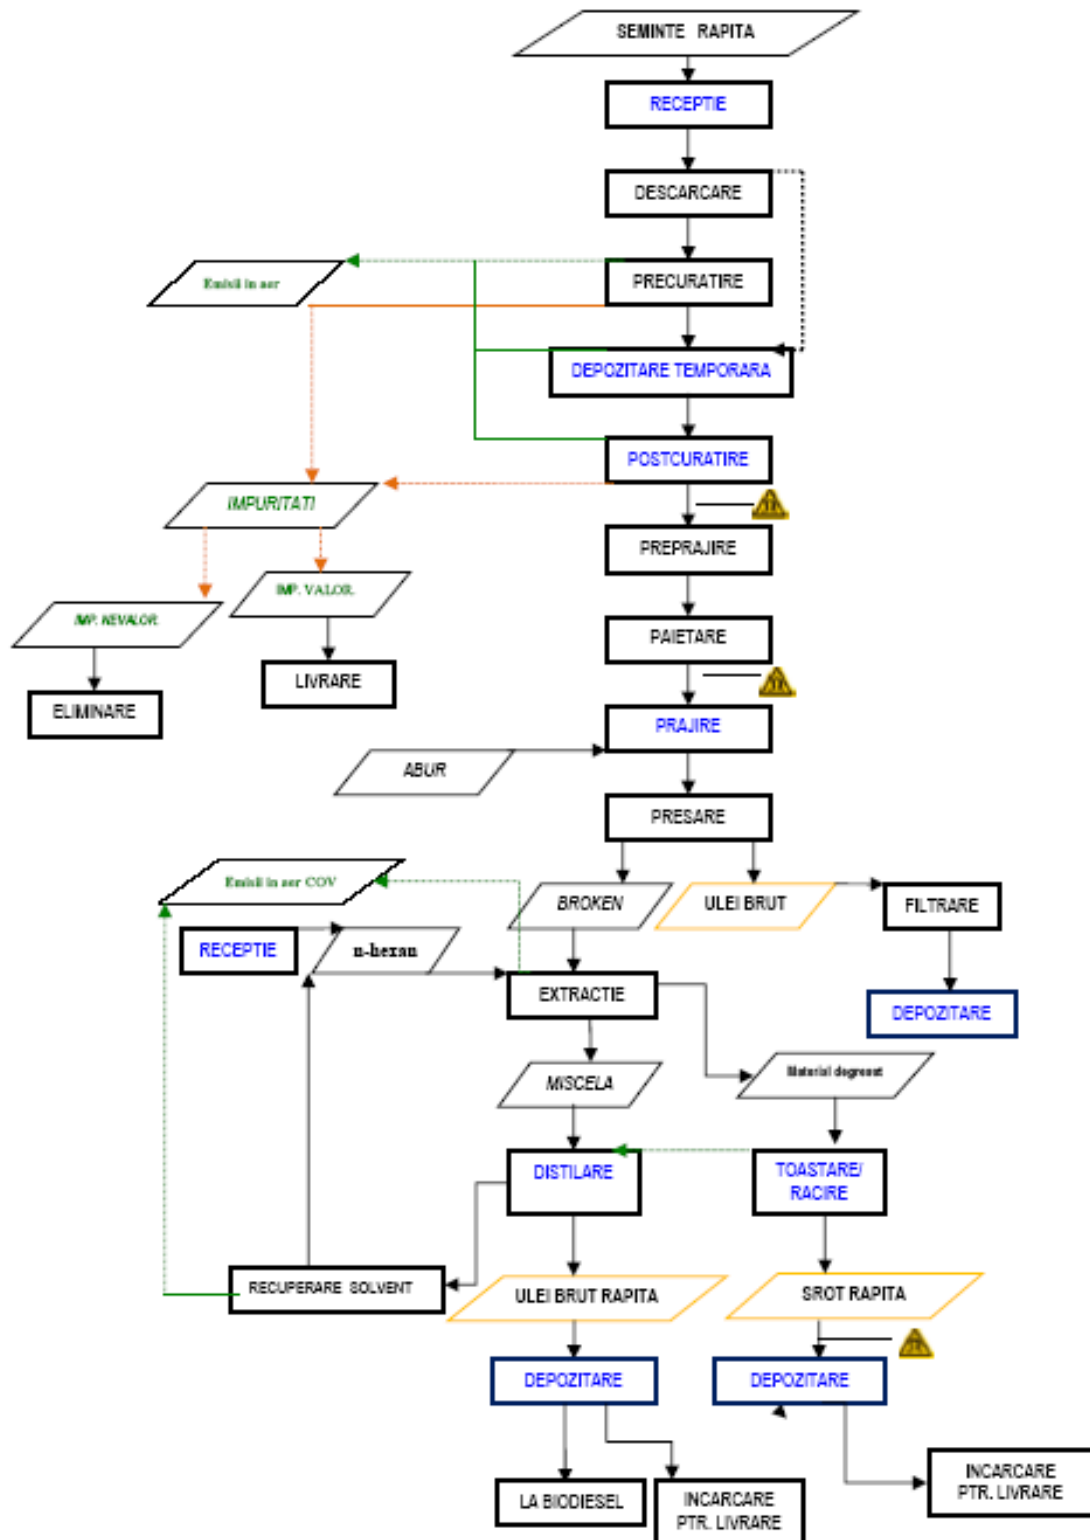 SEMINTE RAPITA
RECEPTIE
DESCARCARE
Emisii in aer
PRECURATIRE
DEPOZITARE TEMPORARA
POSTCURATIRE
IMPURITATI
PREPRAJIRE
IMP. VALOR.
IMP. NEVALOR.
PAIETARE
LIVRARE
ELIMINARE
PRAJIRE
ABUR
PRESARE
Emisii in aer COV
BROKEN
ULEI BRUT
FILTRARE
RECEPTIE
n-hexan
EXTRACTIE
DEPOZITARE
MISCELA
Material degresat
DISTILARE
TOASTARE/
RACIRE
RECUPERARE SOLVENT
ULEI BRUT RAPITA
SROT RAPITA
DEPOZITARE
DEPOZITARE
LA BIODIESEL
INCARCARE
PTR. LIVRARE
INCARCARE
PTR. LIVRARE